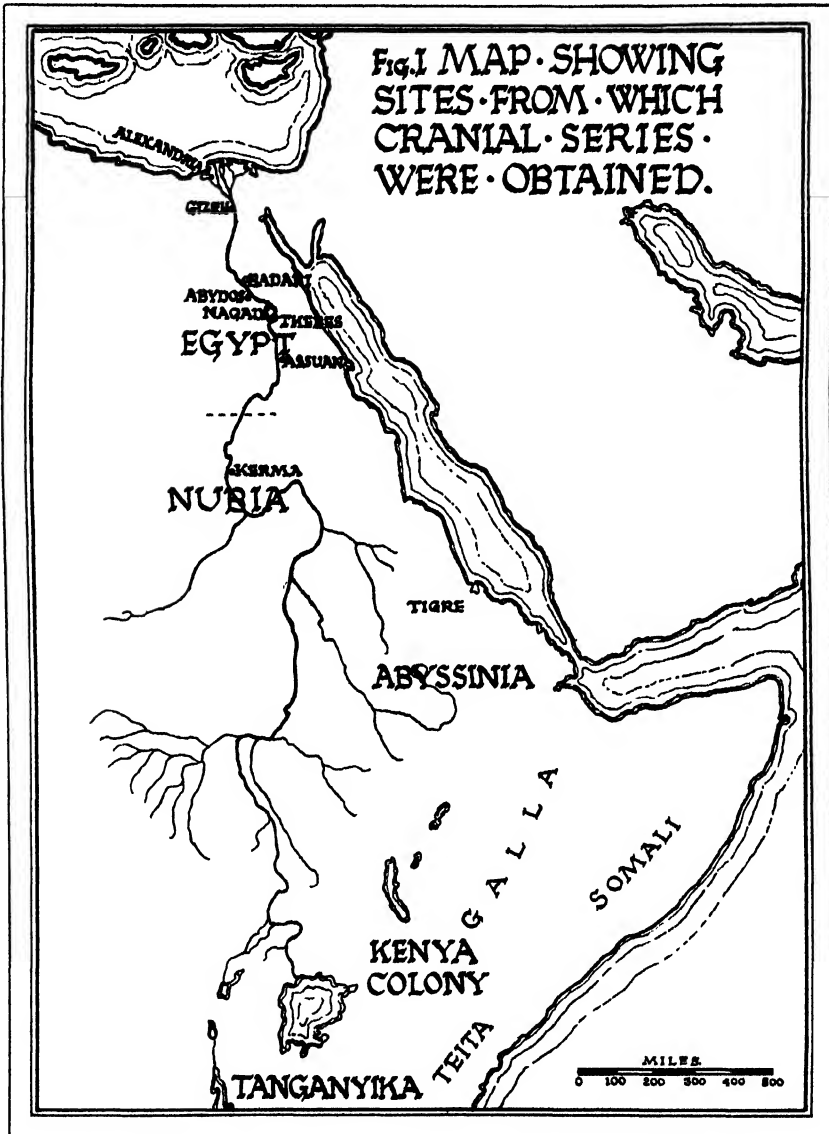 Fig.I MAP·SHOWING
SITES·FROM·WHICH
CRANIAL·SERIES·
WERE·OBTAINED.
ALEXANDRIA
GIZEH
BADARI
ABYDOS
NAGADA
THEBES
EGYPT
ASSUAN
KERMA
NUBIA
TIGRE
ABYSSINIA
GALLA
SOMALI
KENYA
COLONY
TEITA
TANGANYIKA
MILES.
0 100 200 300 400 500